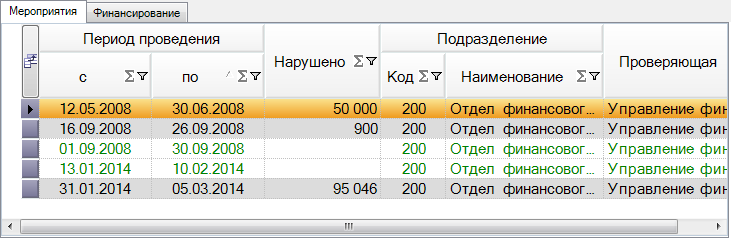 Мероприятия Финансирование
Период проведения Нарушено Подразделение Проверяющая
с по Код Наименование
12.05.2008 30.06.2008 50 000 200 Отдел финансовог... Управление фин
16.09.2008 26.09.2008 900 200 Отдел финансовог... Управление фин
01.09.2008 30.09.2008 200 Отдел финансовог... Управление фин
13.01.2014 10.02.2014 200 Отдел финансовог... Управление фин
31.01.2014 05.03.2014 95 046 200 Отдел финансовог... Управление фин